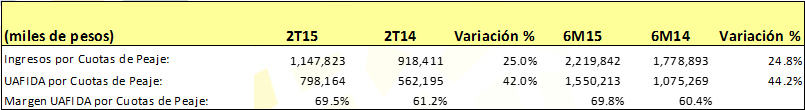 (miles de pesos) 2T15 2T14 Variación % 6M15 6M14 Variación %
Ingresos por Cuotas de Peaje: 1,147,823 918,411 25.0% 2,219,842 1,778,893 24.8%
UAFIDA por Cuotas de Peaje: 798,164 562,195 42.0% 1,550,213 1,075,269 44.2%
Margen UAFIDA por Cuotas de Peaje: 69.5% 61.2% 69.8% 60.4%